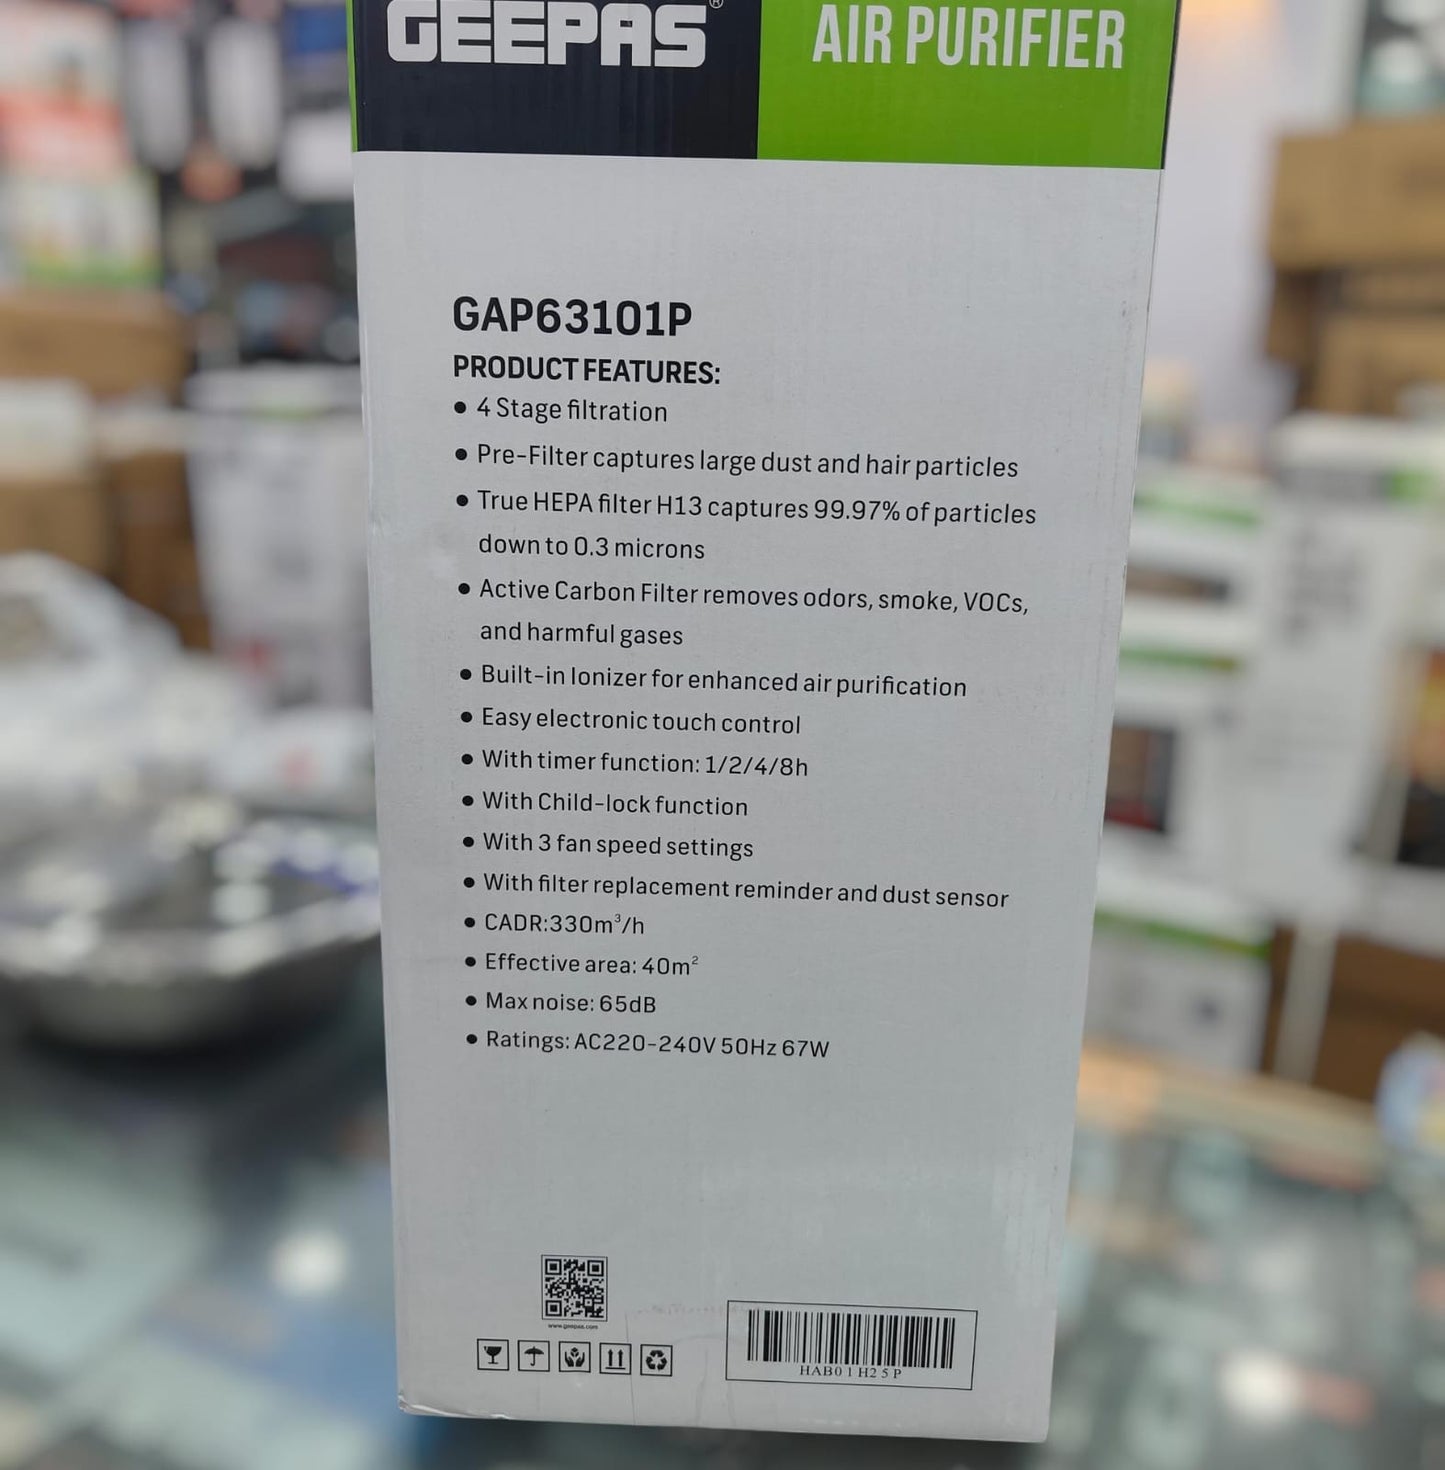 GEEPAS®
AIR PURIFIER
GAP63101P
PRODUCT FEATURES:
● 4 Stage filtration
● Pre-Filter captures large dust and hair particles
● True HEPA filter H13 captures 99.97% of particles
down to 0.3 microns
● Active Carbon Filter removes odors, smoke, VOCs,
and harmful gases
● Built-in Ionizer for enhanced air purification
● Easy electronic touch control
● With timer function: 1/2/4/8h
● With Child-lock function
● With 3 fan speed settings
● With filter replacement reminder and dust sensor
● CADR:330m³/h
● Effective area: 40m²
● Max noise: 65dB
● Ratings: AC220-240V 50Hz 67W
www.geepas.com
HAB01H25P